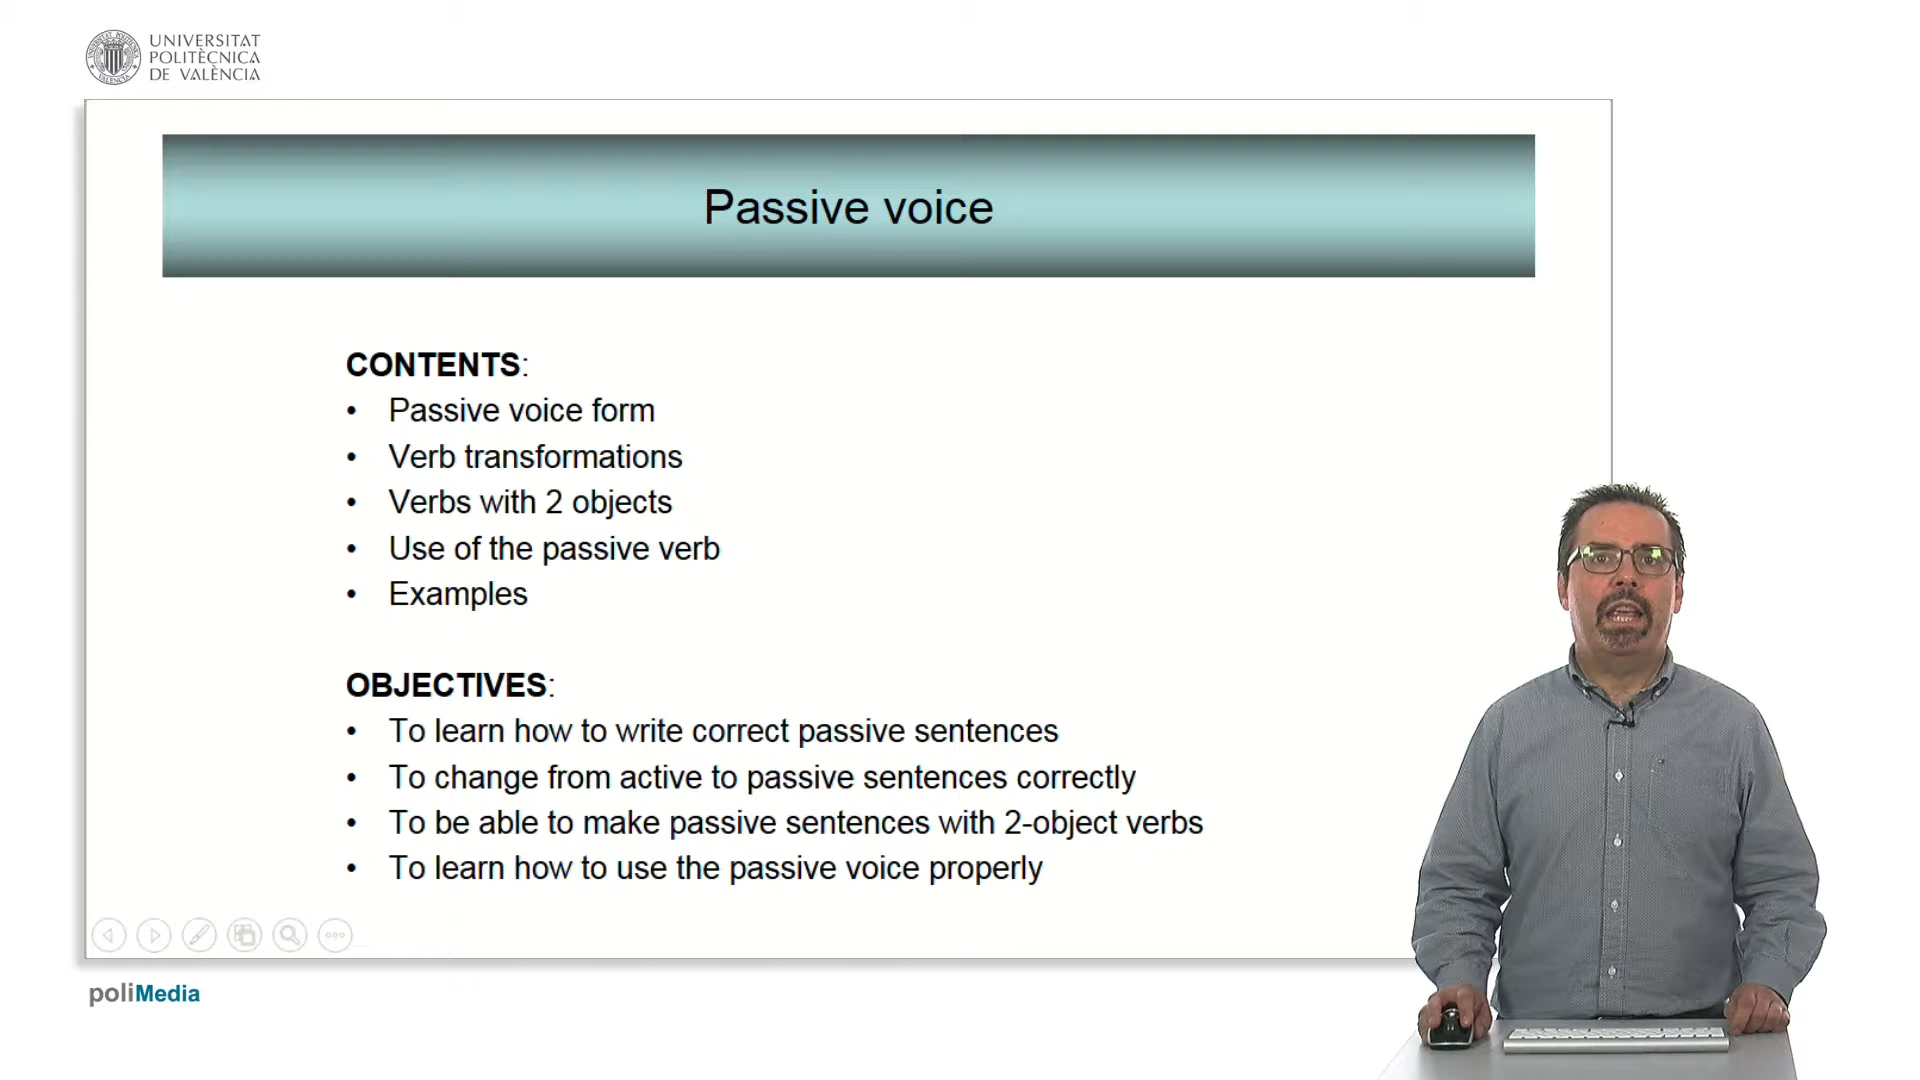 UNIVERSITAT
POLITÈCNICA
DE VALÈNCIA
Passive voice
CONTENTS:
• Passive voice form
• Verb transformations
• Verbs with 2 objects
• Use of the passive verb
• Examples
OBJECTIVES:
• To learn how to write correct passive sentences
• To change from active to passive sentences correctly
• To be able to make passive sentences with 2-object verbs
• To learn how to use the passive voice properly
poliMedia